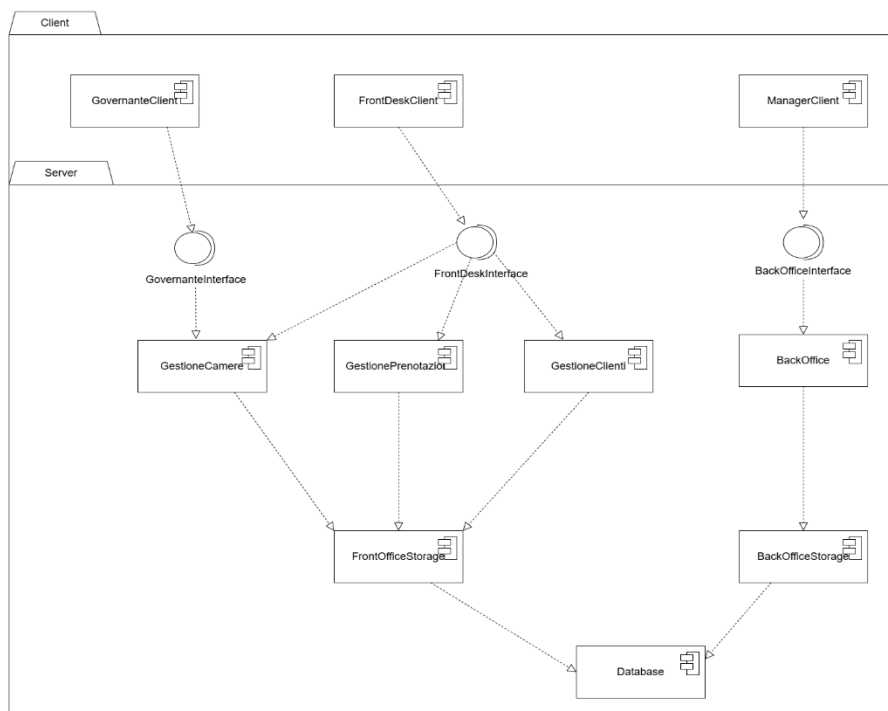 Client
GovernanteClient
FrontDeskClient
ManagerClient
Server
GovernanteInterface
FrontDeskInterface
BackOfficeInterface
GestioneCamere
GestionePrenotazior
GestioneClienti
BackOffice
FrontOfficeStorage
BackOfficeStorage
Database